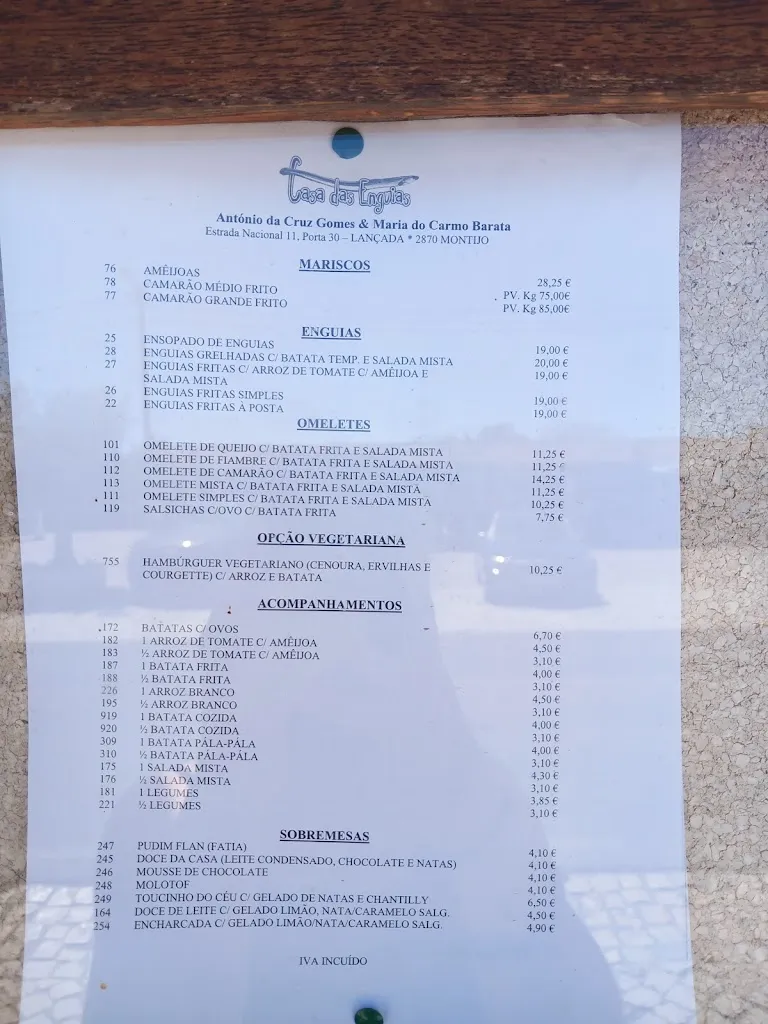 Casa das Enguias
António da Cruz Gomes & Maria do Carmo Barata
Estrada Nacional 11, Porta 30 – LANÇADA * 2870 MONTIJO
MARISCOS
76 AMÊIJOAS 28,25 €
78 CAMARÃO MÉDIO FRITO PV. Kg 75,00€
77 CAMARÃO GRANDE FRITO PV. Kg 85,00€
ENGUIAS
25 ENSOPADO DE ENGUIAS 19,00 €
28 ENGUIAS GRELHADAS C/ BATATA TEMP. E SALADA MISTA 20,00 €
27 ENGUIAS FRITAS C/ ARROZ DE TOMATE C/ AMÊIJOA E 19,00 €
SALADA MISTA
26 ENGUIAS FRITAS SIMPLES 19,00 €
22 ENGUIAS FRITAS À POSTA 19,00 €
OMELETES
101 OMELETE DE QUEIJO C/ BATATA FRITA E SALADA MISTA 11,25 €
110 OMELETE DE FIAMBRE C/ BATATA FRITA E SALADA MISTA 11,25 €
112 OMELETE DE CAMARÃO C/ BATATA FRITA E SALADA MISTA 14,25 €
113 OMELETE MISTA C/ BATATA FRITA E SALADA MISTA 11,25 €
111 OMELETE SIMPLES C/ BATATA FRITA E SALADA MISTA 10,25 €
119 SALSICHAS C/OVO C/ BATATA FRITA 7,75 €
OPÇÃO VEGETARIANA
755 HAMBÚRGUER VEGETARIANO (CENOURA, ERVILHAS E 10,25 €
COURGETTE) C/ ARROZ E BATATA
ACOMPANHAMENTOS
172 BATATAS C/ OVOS 6,70 €
182 1 ARROZ DE TOMATE C/ AMÊIJOA 4,50 €
183 ½ ARROZ DE TOMATE C/ AMÊIJOA 3,10 €
187 1 BATATA FRITA 4,00 €
188 ½ BATATA FRITA 3,10 €
226 1 ARROZ BRANCO 4,50 €
195 ½ ARROZ BRANCO 3,10 €
919 1 BATATA COZIDA 4,00 €
920 ½ BATATA COZIDA 3,10 €
309 1 BATATA PÁLA-PÁLA 4,00 €
310 ½ BATATA PÁLA-PÁLA 3,10 €
175 1 SALADA MISTA 4,30 €
176 ½ SALADA MISTA 3,10 €
181 1 LEGUMES 3,85 €
221 ½ LEGUMES 3,10 €
SOBREMESAS
247 PUDIM FLAN (FATIA) 4,10 €
245 DOCE DA CASA (LEITE CONDENSADO, CHOCOLATE E NATAS) 4,10 €
246 MOUSSE DE CHOCOLATE 4,10 €
248 MOLOTOF 4,10 €
249 TOUCINHO DO CÉU C/ GELADO DE NATAS E CHANTILLY 6,50 €
164 DOCE DE LEITE C/ GELADO LIMÃO, NATA/CARAMELO SALG. 4,50 €
254 ENCHARCADA C/ GELADO LIMÃO/NATA/CARAMELO SALG. 4,90 €
IVA INCUÍDO